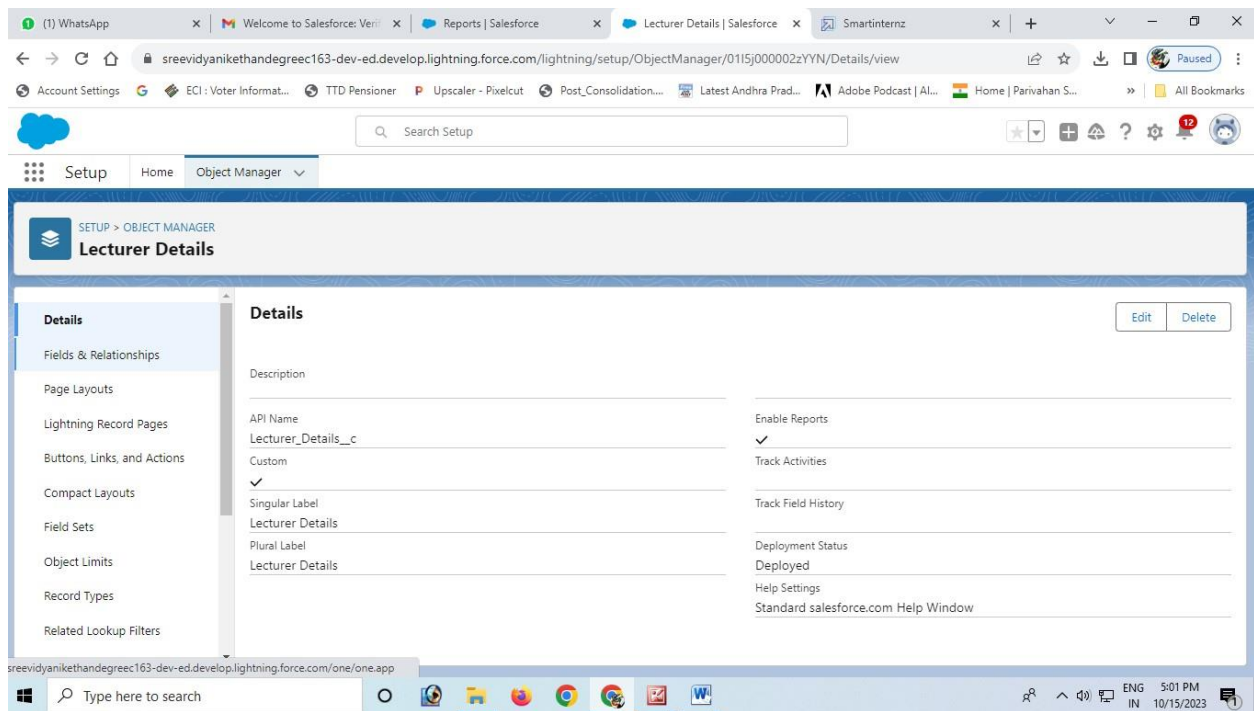 (1) WhatsApp
Welcome to Salesforce: Veri
Reports | Salesforce
Lecturer Details | Salesforce
Smartinternz
sreevidyanikethandegreec163-dev-ed.develop.lightning.force.com/lightning/setup/ObjectManager/01I5j000002zYYN/Details/view
Paused
Account Settings
ECI : Voter Informat...
TTD Pensioner
Upscaler - Pixelcut
Post_Consolidation....
Latest Andhra Prad...
Adobe Podcast | AI...
Home | Parivahan S...
»
All Bookmarks
Search Setup
12
Setup
Home
Object Manager
SETUP > OBJECT MANAGER
Lecturer Details
Details
Fields & Relationships
Page Layouts
Lightning Record Pages
Buttons, Links, and Actions
Compact Layouts
Field Sets
Object Limits
Record Types
Related Lookup Filters
Details
Edit
Delete
Description
API Name
Lecturer_Details__c
Custom
Singular Label
Lecturer Details
Plural Label
Lecturer Details
Enable Reports
Track Activities
Track Field History
Deployment Status
Deployed
Help Settings
Standard salesforce.com Help Window
sreevidyanikethandegreec163-dev-ed.develop.lightning.force.com/one/one.app
Type here to search
ENG
IN
5:01 PM
10/15/2023
1